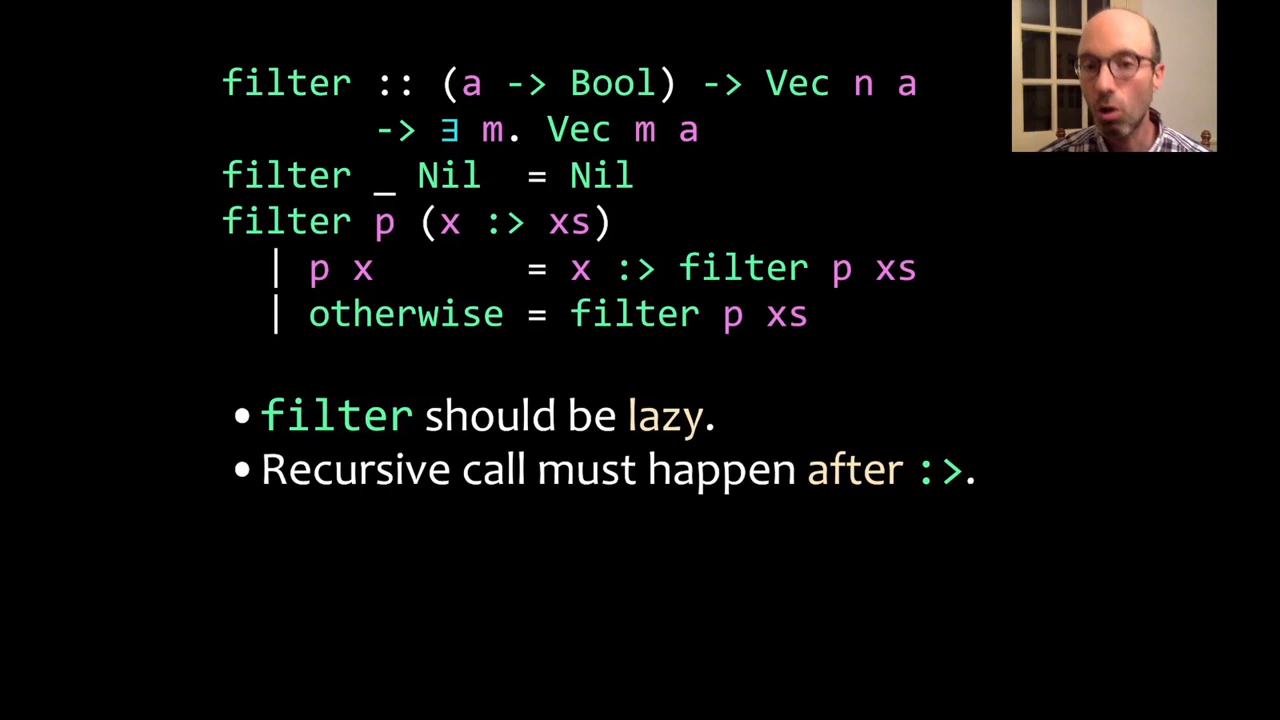 filter :: (a -> Bool) -> Vec n a
-> ∃ m. Vec m a
filter _ Nil = Nil
filter p (x :> xs)
| p x = x :> filter p xs
| otherwise = filter p xs
• filter should be lazy.
• Recursive call must happen after :>.